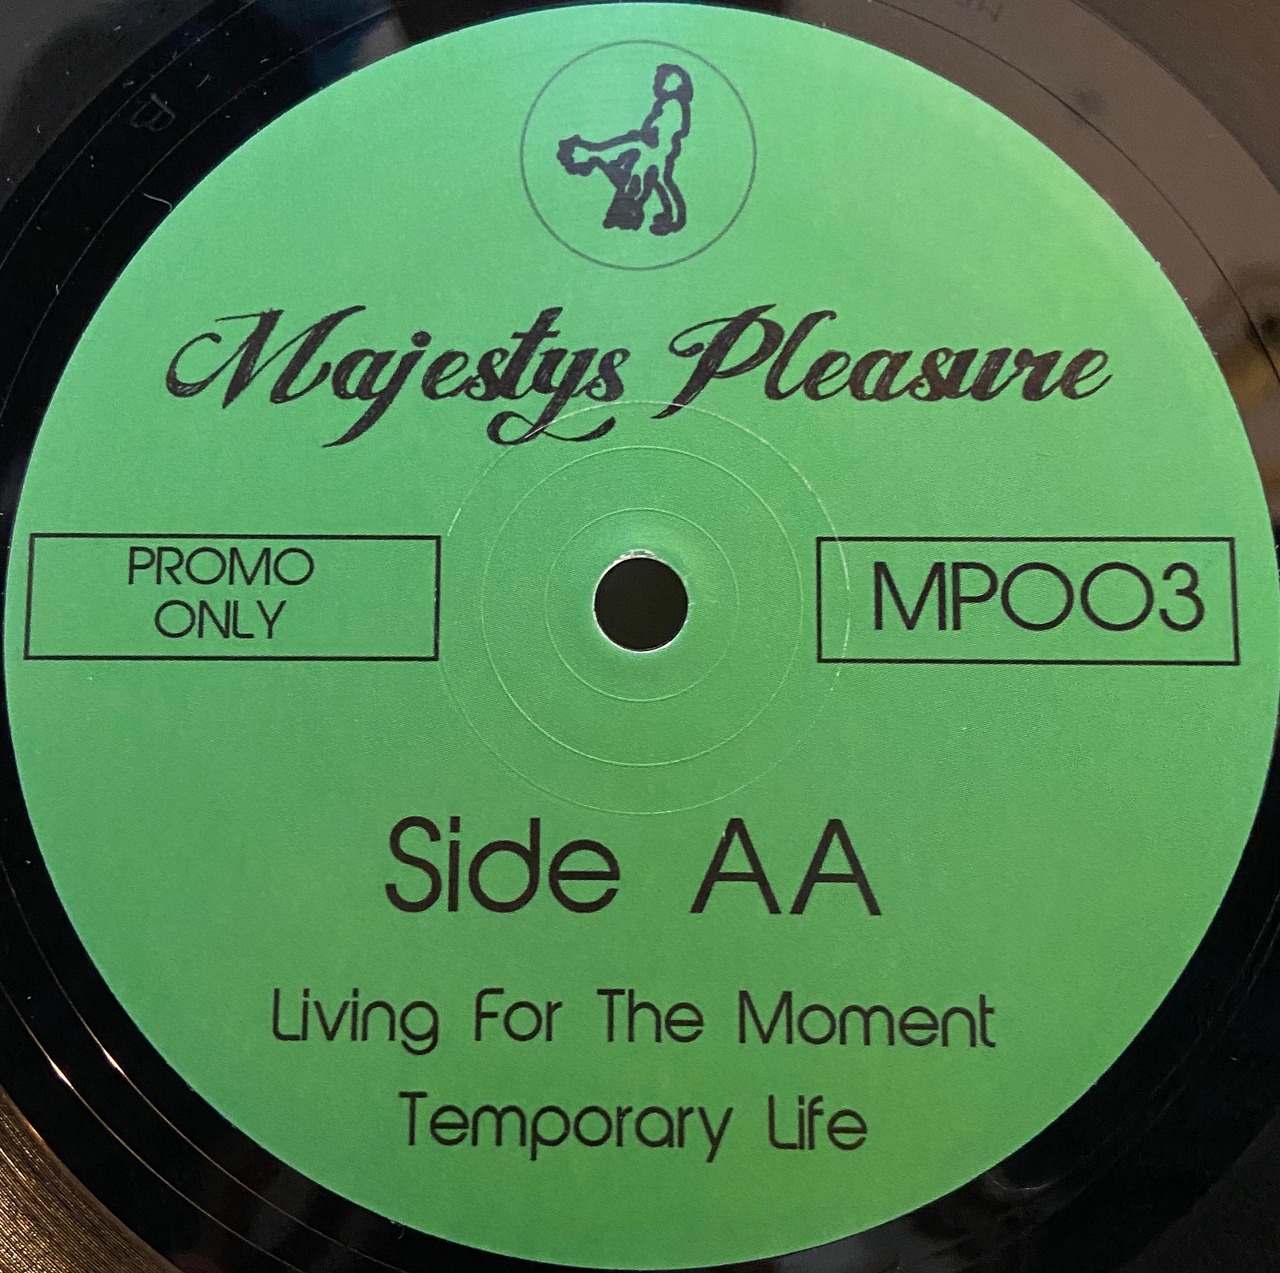 Majestys Pleasure
PROMO
ONLY
MP003
Side AA
Living For The Moment
Temporary Life